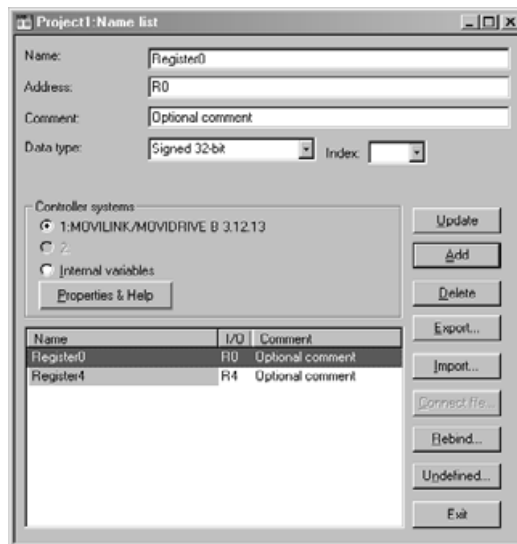 Project1:Name list
Name: Register0
Address: R0
Comment: Optional comment
Data type: Signed 32-bit Index:
Controller systems
1:MOVILINK/MOVIDRIVE B 3.12.13
2:
Internal variables
Properties & Help
Update
Add
Delete
Export...
Import...
Connect file...
Rebind...
Undefined...
Exit
Name I/O Comment
Register0 R0 Optional comment
Register4 R4 Optional comment